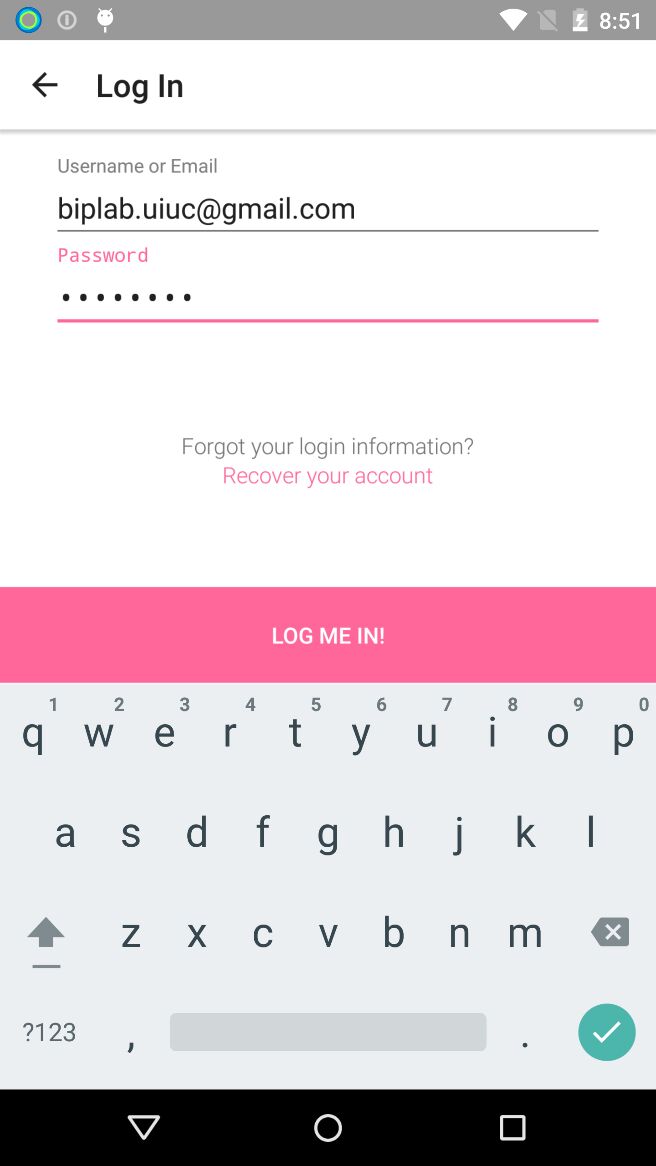 8:51
Log In
Username or Email
biplab.uiuc@gmail.com
Password
••••••••
Forgot your login information?
Recover your account
LOG ME IN!
1 2 3 4 5 6 7 8 9 0
q w e r t y u i o p
a s d f g h j k l
z x c v b n m
?123 , .